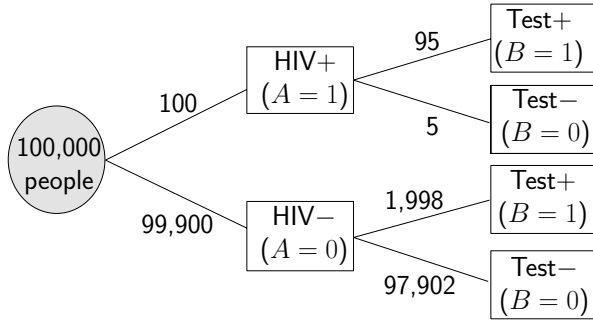 100,000
people
100
99,900
HIV+
(A = 1)
HIV−
(A = 0)
95
5
1,998
97,902
Test+
(B = 1)
Test−
(B = 0)
Test+
(B = 1)
Test−
(B = 0)